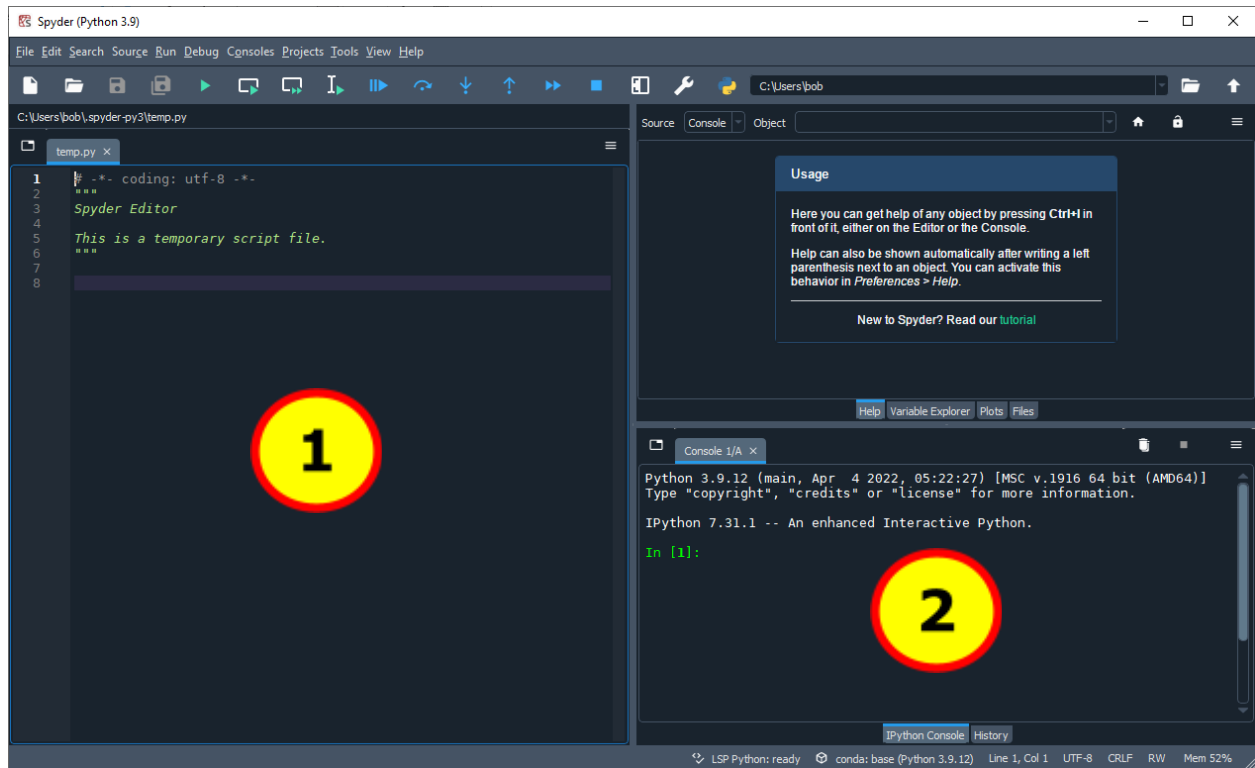 Spyder (Python 3.9)
File Edit Search Source Run Debug Consoles Projects Tools View Help
C:\Users\bob
C:\Users\bob\.spyder-py3\temp.py
temp.py
1 # -*- coding: utf-8 -*-
2 """
3 Spyder Editor
4
5 This is a temporary script file.
6 """
7
8
1
Source Console Object
Usage
Here you can get help of any object by pressing Ctrl+I in
front of it, either on the Editor or the Console.
Help can also be shown automatically after writing a left
parenthesis next to an object. You can activate this
behavior in Preferences > Help.
New to Spyder? Read our tutorial
Help Variable Explorer Plots Files
Console 1/A
Python 3.9.12 (main, Apr  4 2022, 05:22:27) [MSC v.1916 64 bit (AMD64)]
Type "copyright", "credits" or "license" for more information.
IPython 7.31.1 -- An enhanced Interactive Python.
In [1]:
2
IPython Console History
LSP Python: ready conda: base (Python 3.9.12) Line 1, Col 1 UTF-8 CRLF RW Mem 52%